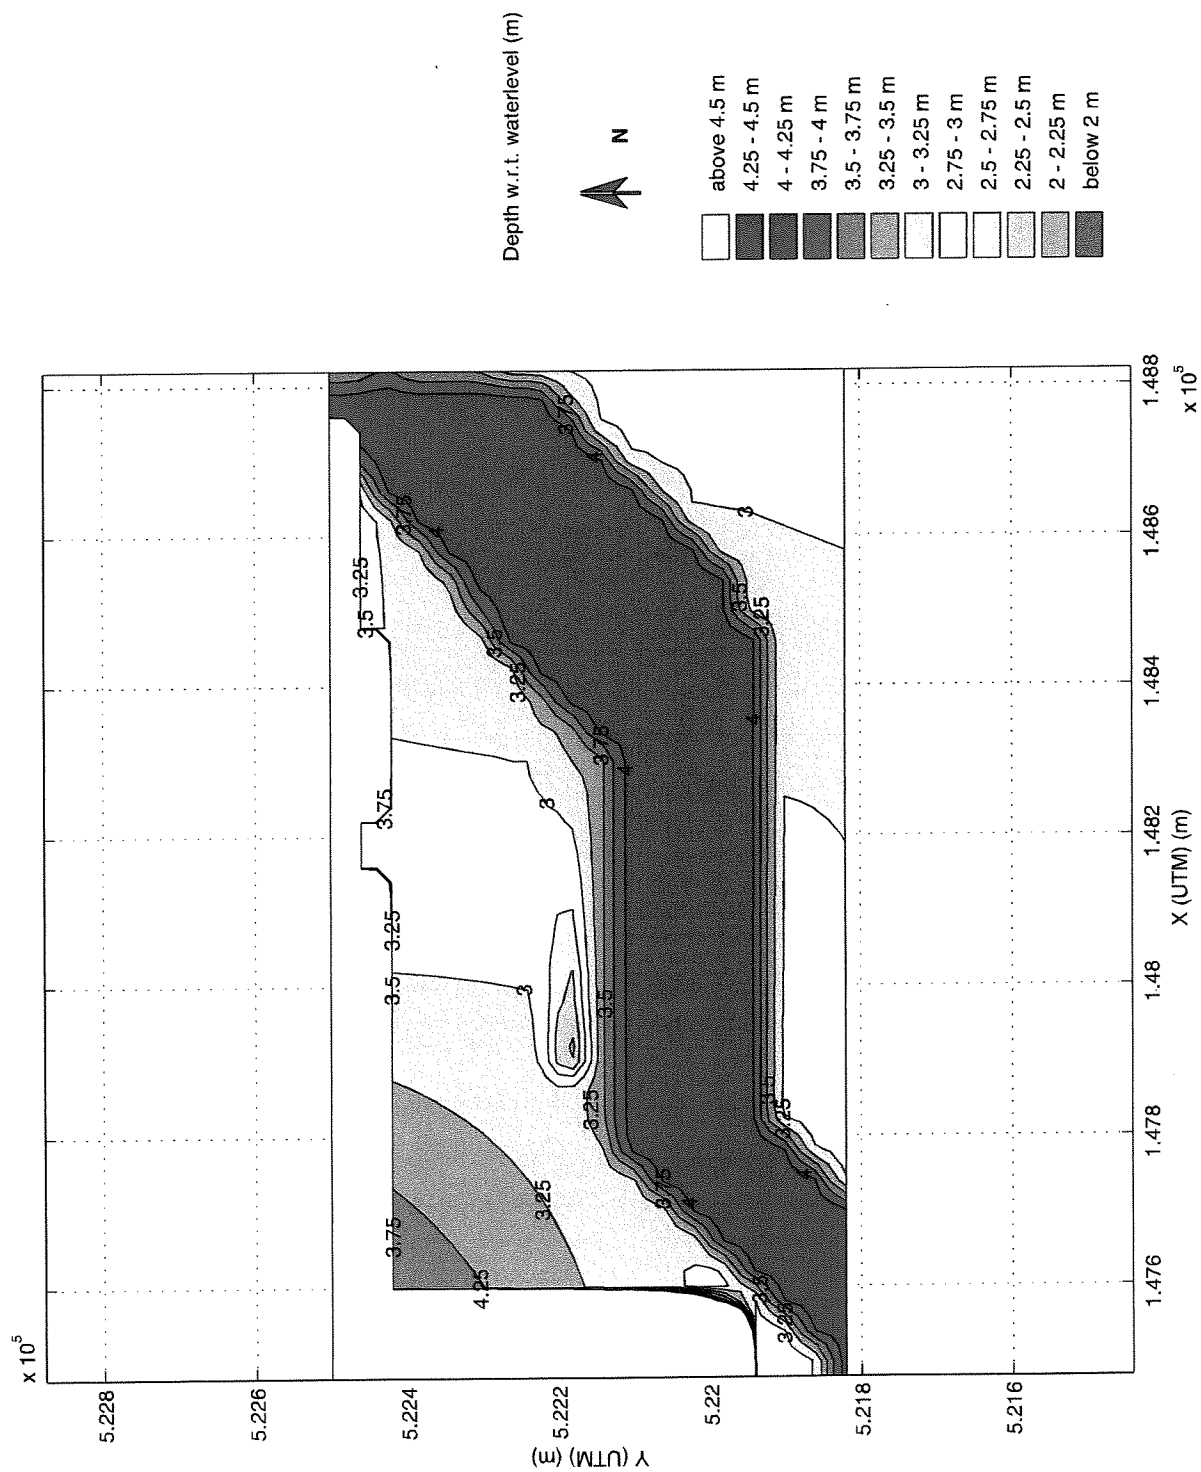 x 10⁵
5.228
5.226
5.224
5.222
5.22
5.218
5.216
Y (UTM) (m)
3.5
3.25
3.75
3.5
3.25
3.75
3.75
4
4.25
3.5
3.25
3
3.25
3
3.75
3.25
4
3.5
3.75
4
3.75
4
3.5
3
4
3.5
3.5
3.25
3.25
3.25
4
1.476
1.478
1.48
1.482
1.484
1.486
1.488
X (UTM) (m)
x 10⁵
Depth w.r.t. waterlevel (m)
N
above 4.5 m
4.25 - 4.5 m
4 - 4.25 m
3.75 - 4 m
3.5 - 3.75 m
3.25 - 3.5 m
3 - 3.25 m
2.75 - 3 m
2.5 - 2.75 m
2.25 - 2.5 m
2 - 2.25 m
below 2 m